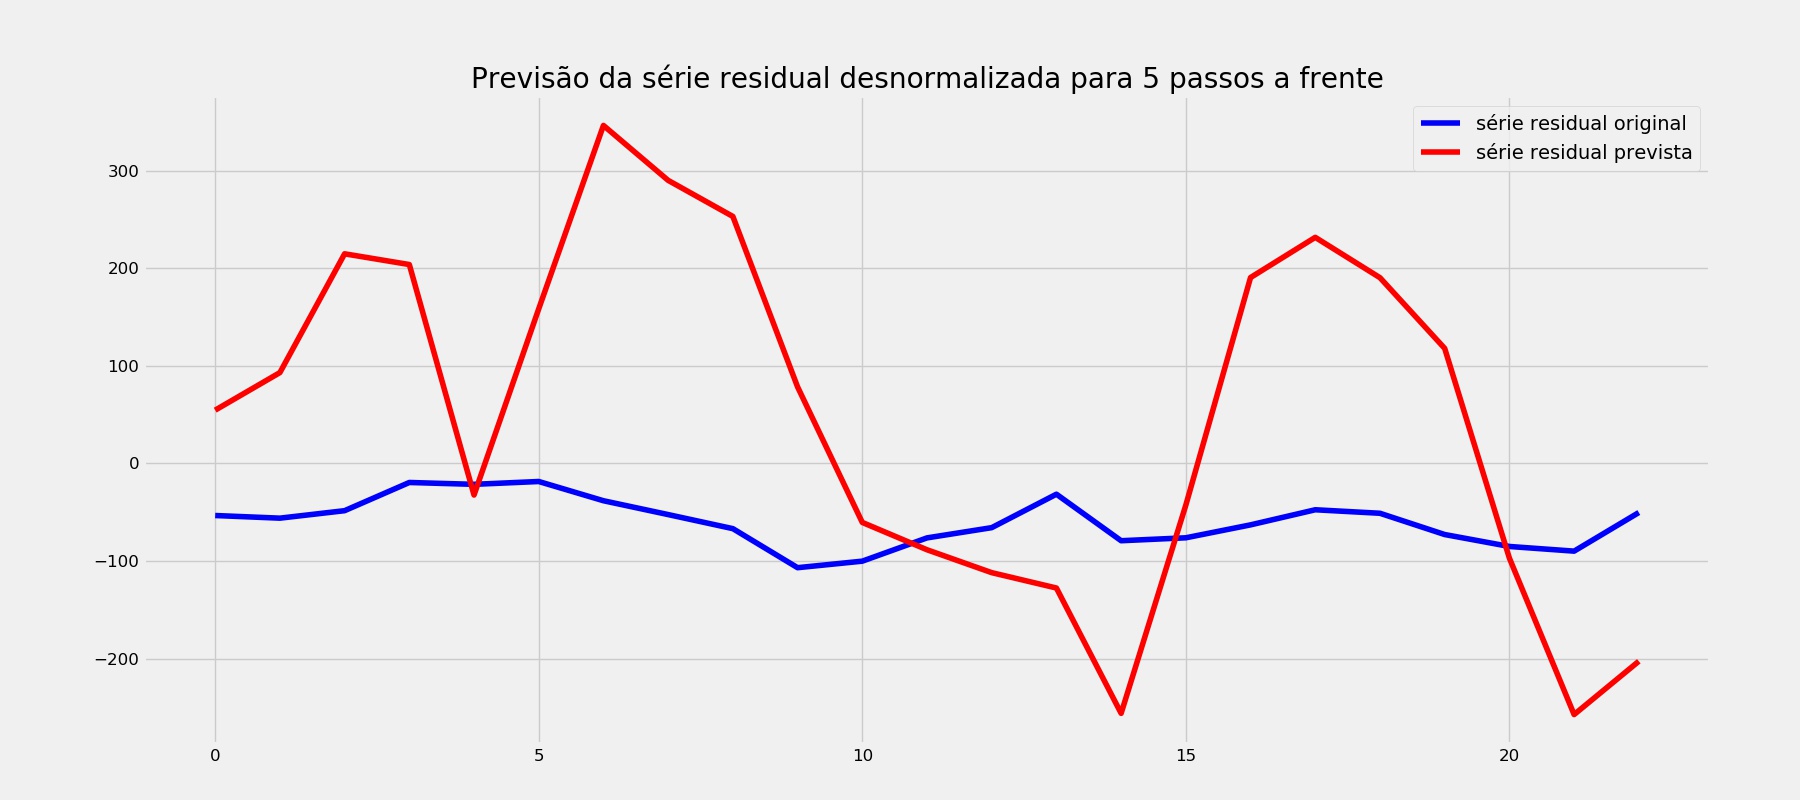 Previsão da série residual desnormalizada para 5 passos a frente
série residual original
série residual prevista
300
200
100
0
−100
−200
0 5 10 15 20